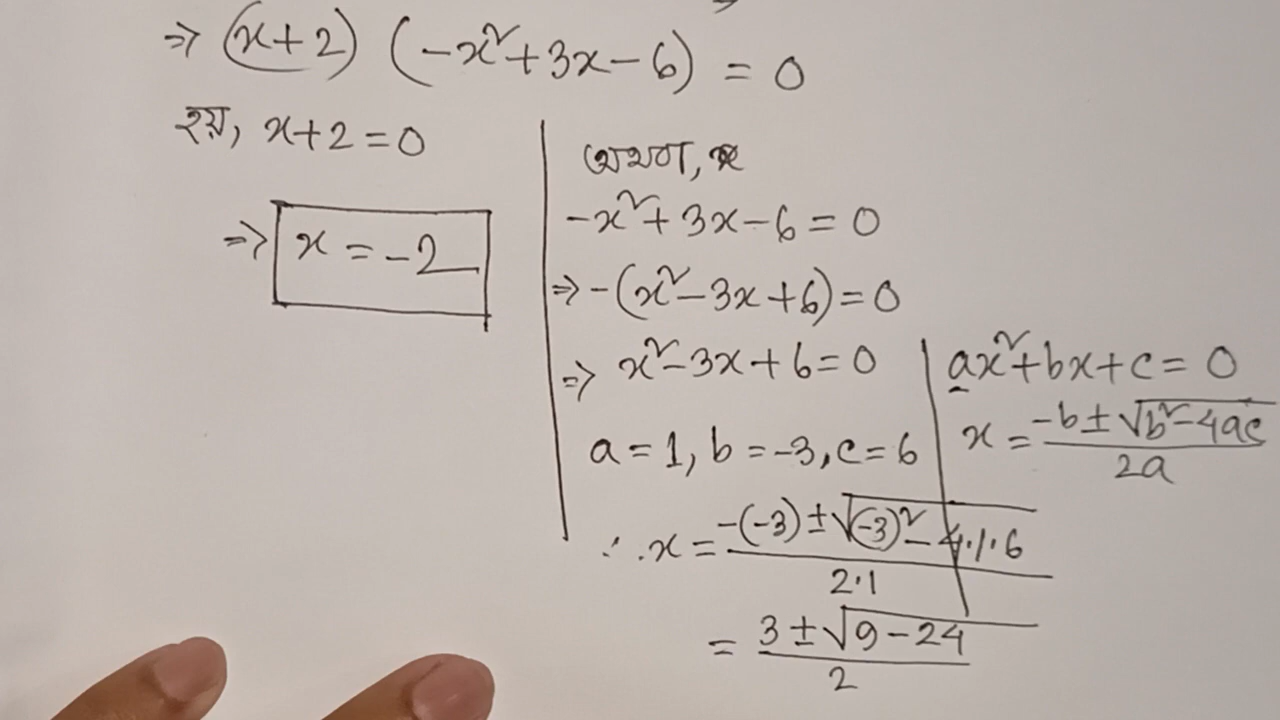 ⇒ (x+2) (-x²+3x-6) = 0
হয়, x+2=0
⇒ x = -2
অথবা,
-x²+3x-6=0
⇒ -(x²-3x+6)=0
⇒ x²-3x+6=0
a=1, b=-3, c=6
ax²+bx+c=0
x = (-b±√(b²-4ac))/(2a)
∴ x = (-(-3)±√((-3)²-4.1.6))/(2.1)
= (3±√(9-24))/2